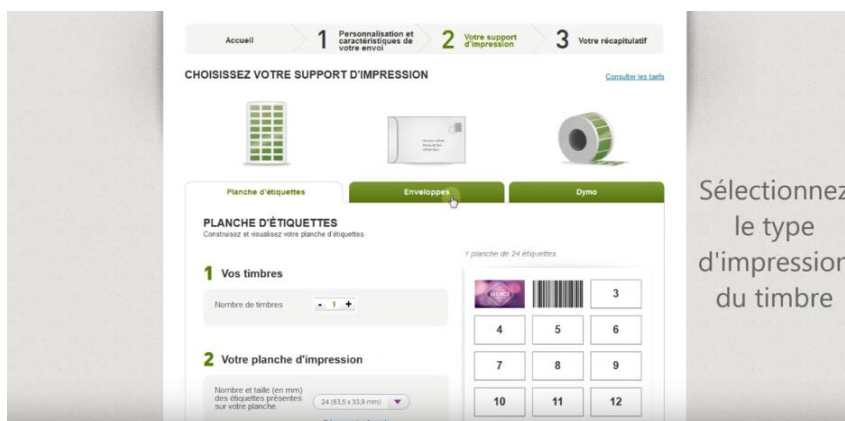 Accueil
1 Personnalisation et
caractéristiques de
votre envoi
2 Votre support
d'impression
3 Votre récapitulatif
CHOISISSEZ VOTRE SUPPORT D'IMPRESSION
Consulter les tarifs
Planche d'étiquettes
Enveloppes
Dymo
PLANCHE D'ÉTIQUETTES
Construisez et visualisez votre planche d'étiquettes
1 planche de 24 étiquettes
1 Vos timbres
Nombre de timbres - 1 +
MERCI
3
4 5 6
2 Votre planche d'impression
7 8 9
Nombre et taille (en mm)
des étiquettes présentes
sur votre planche
24 (63,5 x 33,9 mm)
10 11 12
Sélectionnez
le type
d'impression
du timbre